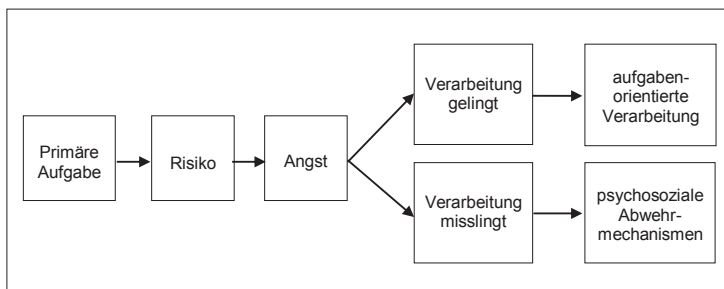 Primäre
Aufgabe
Risiko
Angst
Verarbeitung
gelingt
aufgaben-
orientierte
Verarbeitung
Verarbeitung
misslingt
psychosoziale
Abwehr-
mechanismen